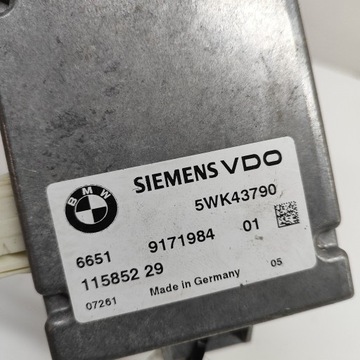 BMW
SIEMENS VDO
5WK43790
6651 9171984 01
115852 29
07261 Made in Germany 05